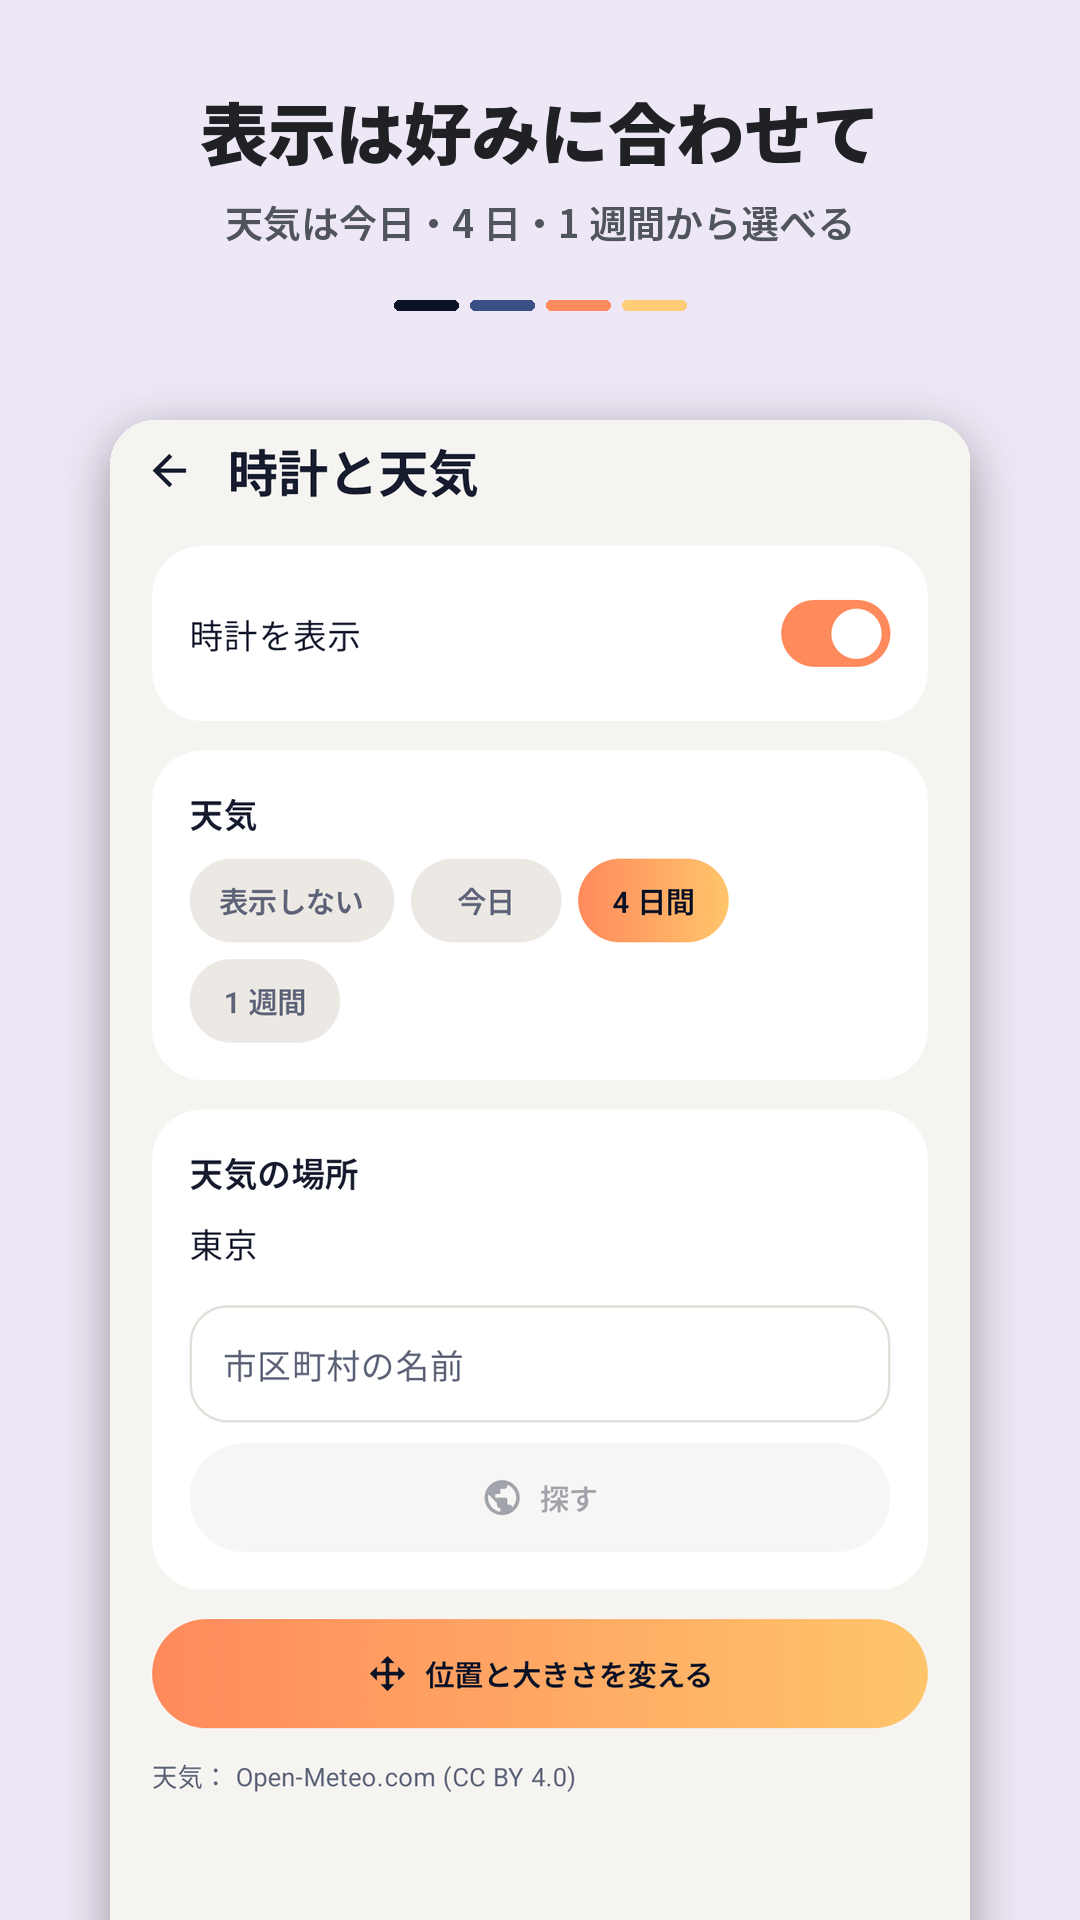 表示は好みに合わせて
天気は今日・4 日・1 週間から選べる
時計と天気
時計を表示
天気
表示しない
今日
4 日間
1 週間
天気の場所
東京
市区町村の名前
探す
位置と大きさを変える
天気： Open-Meteo.com (CC BY 4.0)